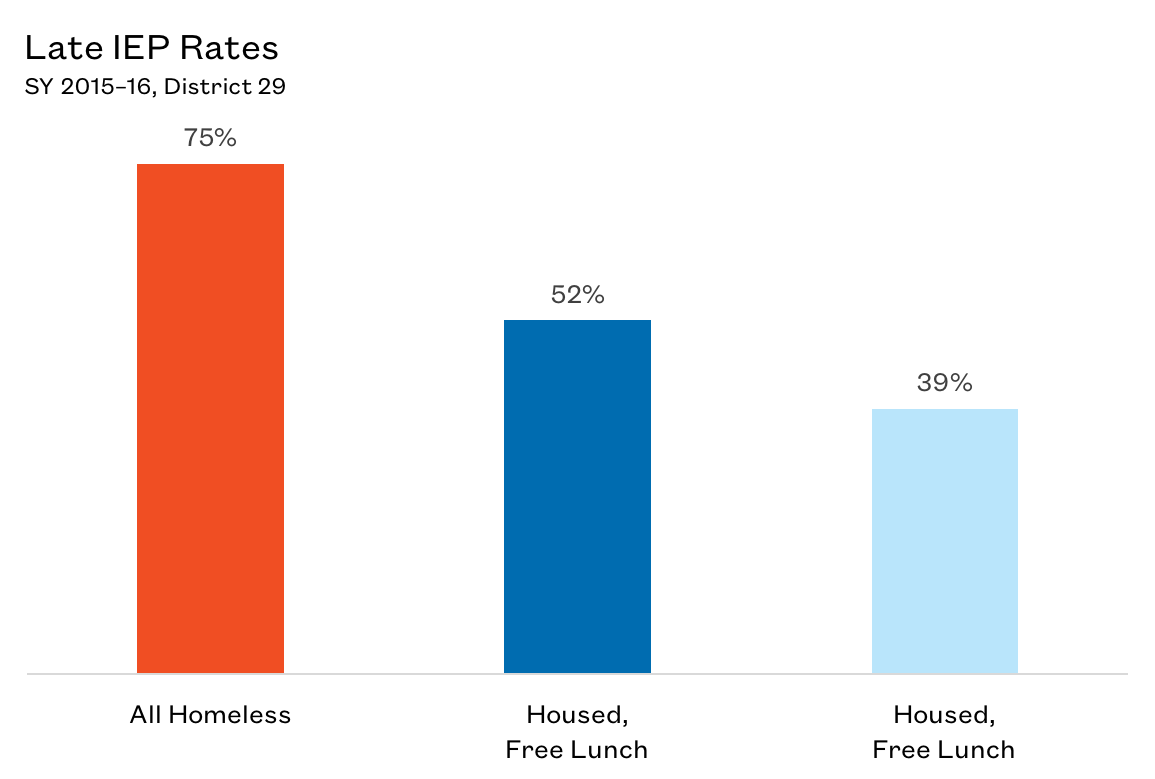 Late IEP Rates
SY 2015–16, District 29
75%
52%
39%
All Homeless
Housed,
Free Lunch
Housed,
Free Lunch